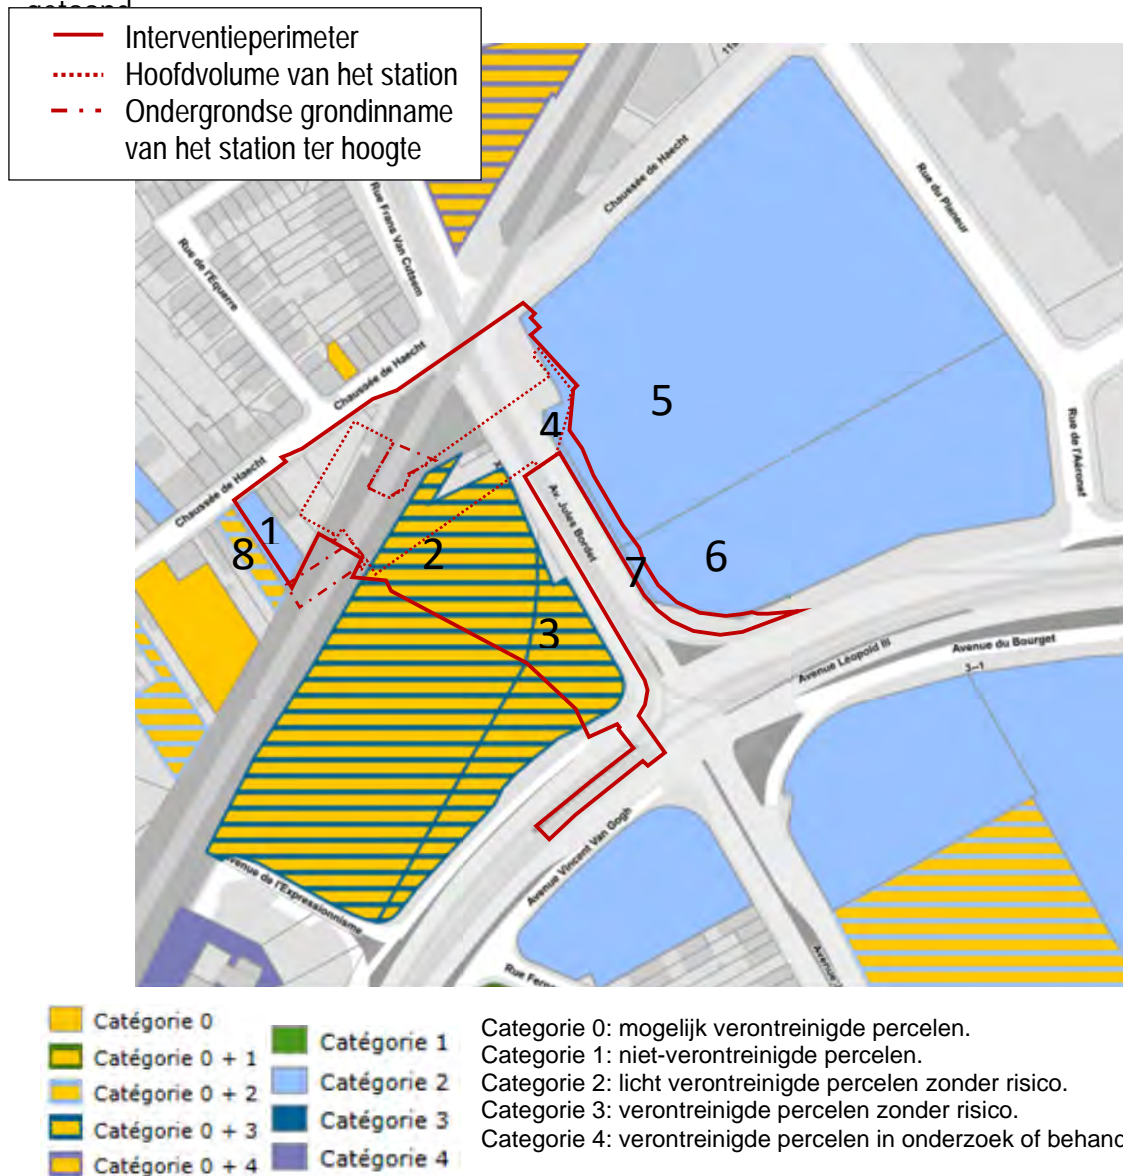 Interventieperimeter
Hoofdvolume van het station
Ondergrondse grondinname
van het station ter hoogte
Chaussée de Haecht
Rue du Planeur
Rue Frans Van Cutsem
Rue de l'Equerre
Chaussée de Haecht
Chaussée de Haecht
Rue de l'Aéronef
Av. Jules Bordet
1
2
3
4
5
6
7
8
Avenue Léopold III
Avenue du Bourget
3--1
Avenue Vincent Van Gogh
venue de l'Expressionnisme
Rue Fern
Avenue
Catégorie 0
Catégorie 0 + 1
Catégorie 0 + 2
Catégorie 0 + 3
Catégorie 0 + 4
Catégorie 1
Catégorie 2
Catégorie 3
Catégorie 4
Categorie 0: mogelijk verontreinigde percelen.
Categorie 1: niet-verontreinigde percelen.
Categorie 2: licht verontreinigde percelen zonder risico.
Categorie 3: verontreinigde percelen zonder risico.
Categorie 4: verontreinigde percelen in onderzoek of behand